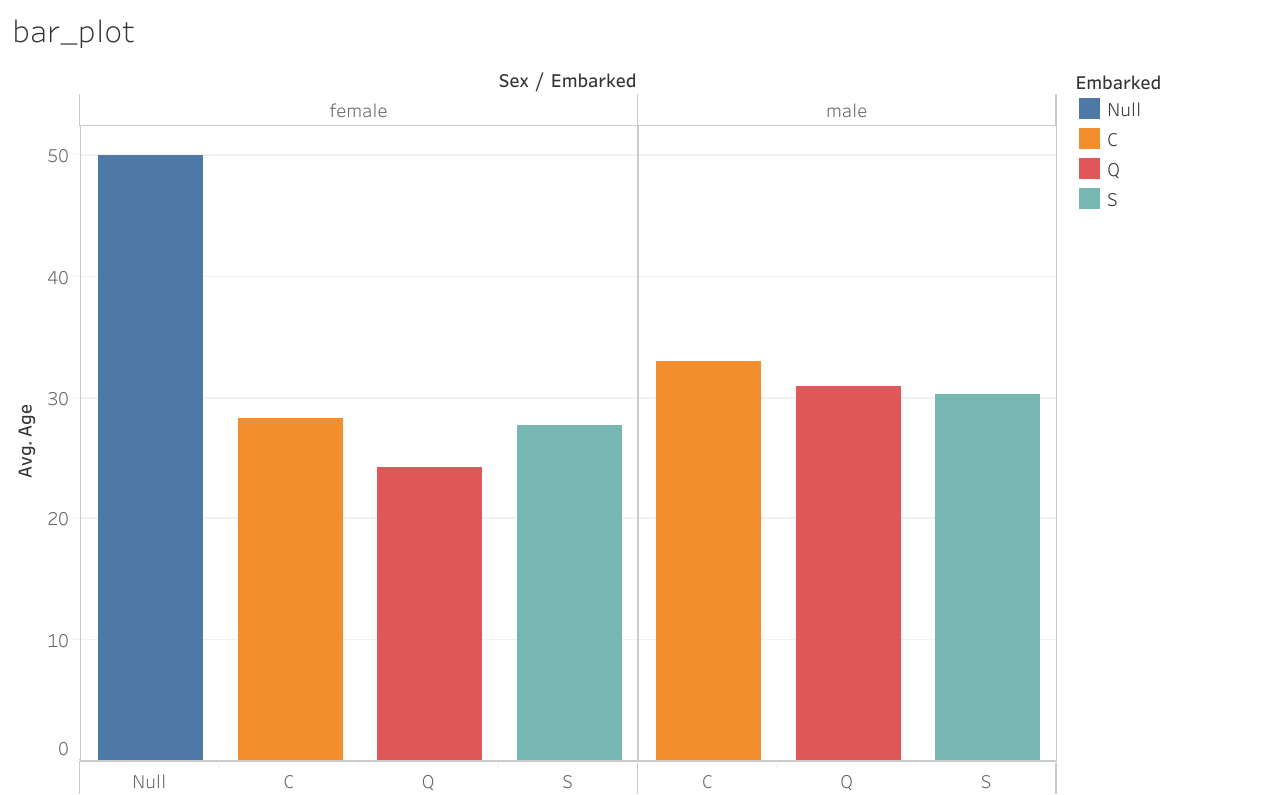 bar_plot
Sex / Embarked
female male
Embarked
Null
C
Q
S
Avg. Age
50
40
30
20
10
0
Null C Q S C Q S